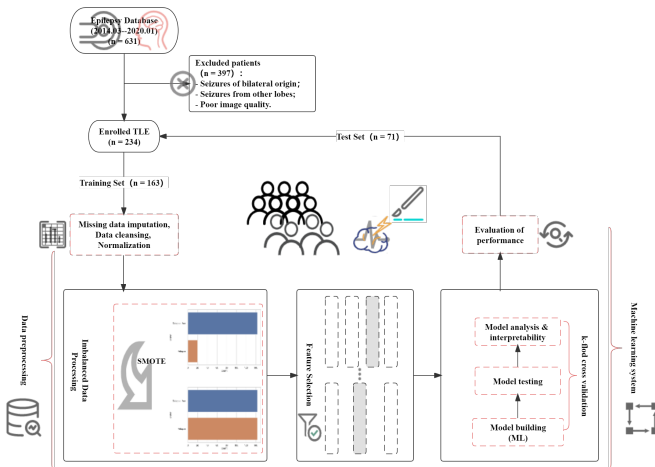 Epilepsy Database
(2014.03--2020.01)
(n = 631)
Excluded patients
(n = 397) :
- Seizures of bilateral origin;
- Seizures from other lobes;
- Poor image quality.
Enrolled TLE
(n = 234)
Test Set (n = 71)
Training Set (n = 163)
Missing data imputation,
Data cleansing,
Normalization
Evaluation of
performance
Data preprocessing
Imbalanced Data
Processing
SMOTE
Feature Selection
Model analysis &
interpretability
Model testing
Model building
(ML)
k-flod cross validation
Machine learning system